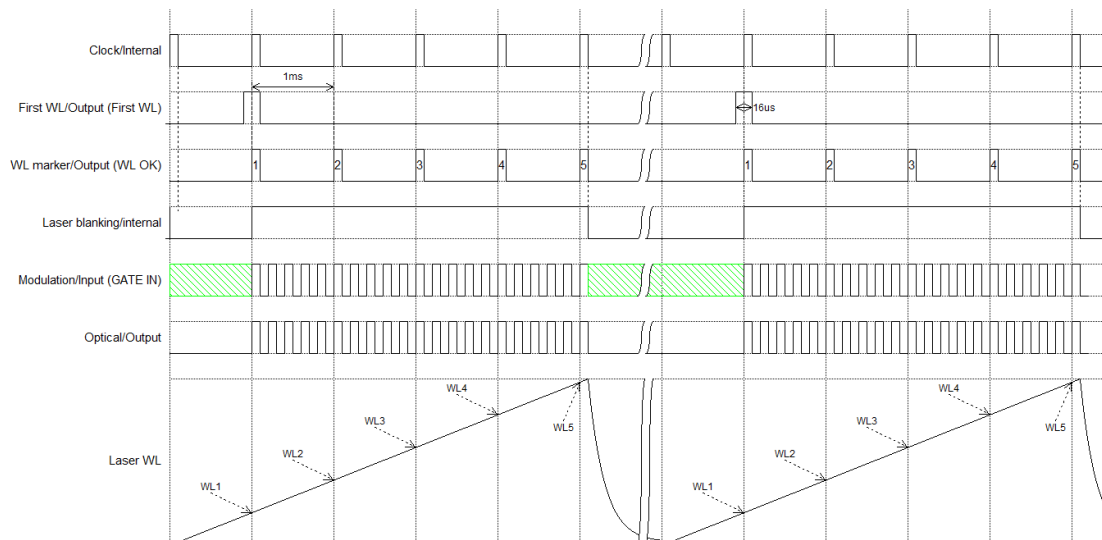 Clock/Internal
1ms
First WL/Output (First WL)
16us
WL marker/Output (WL OK)
1 2 3 4 5 1 2 3 4 5
Laser blanking/internal
Modulation/Input (GATE IN)
Optical/Output
WL4 WL4
WL3 WL5 WL3 WL5
Laser WL
WL2 WL2
WL1 WL1